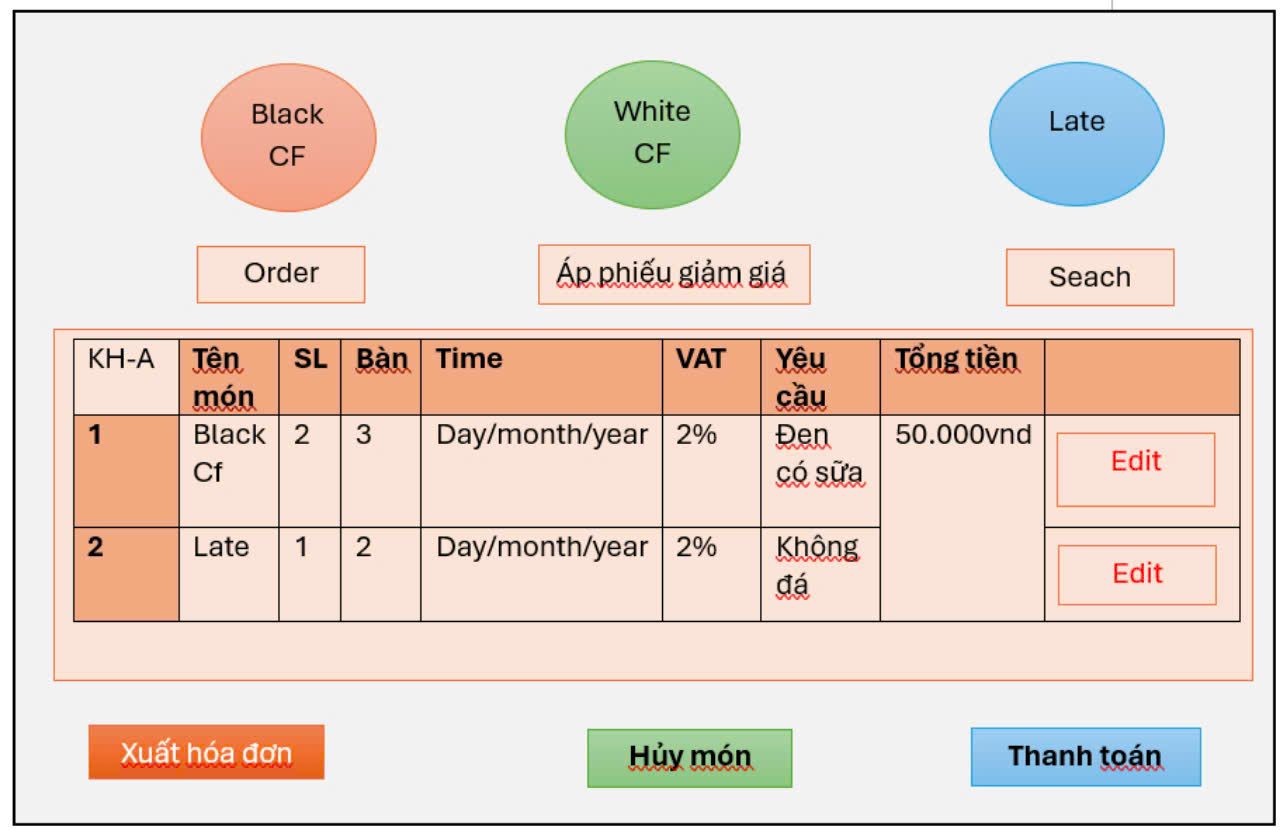 Black
CF
White
CF
Late
Order
Áp phiếu giảm giá
Seach
KH-A Tên món SL Bàn Time VAT Yêu cầu Tổng tiền
1 Black Cf 2 3 Day/month/year 2% Đen có sữa 50.000vnd Edit
2 Late 1 2 Day/month/year 2% Không đá Edit
Xuất hóa đơn
Hủy món
Thanh toán